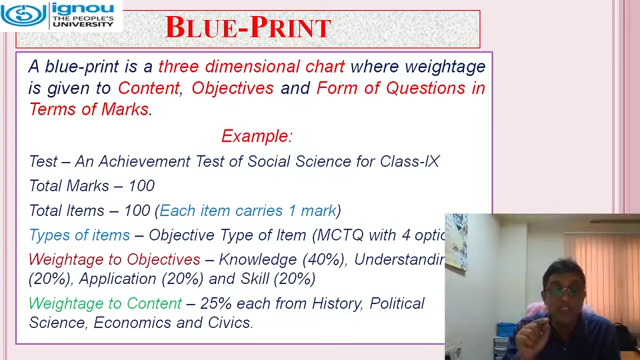 ignou
THE PEOPLE'S
UNIVERSITY
BLUE-PRINT
A blue-print is a three dimensional chart where weightage
is given to Content, Objectives and Form of Questions in
Terms of Marks.
Example:
Test – An Achievement Test of Social Science for Class-IX
Total Marks – 100
Total Items – 100 (Each item carries 1 mark)
Types of items – Objective Type of Item (MCTQ with 4 optio
Weightage to Objectives – Knowledge (40%), Understandin
(20%), Application (20%) and Skill (20%)
Weightage to Content – 25% each from History, Political
Science, Economics and Civics.